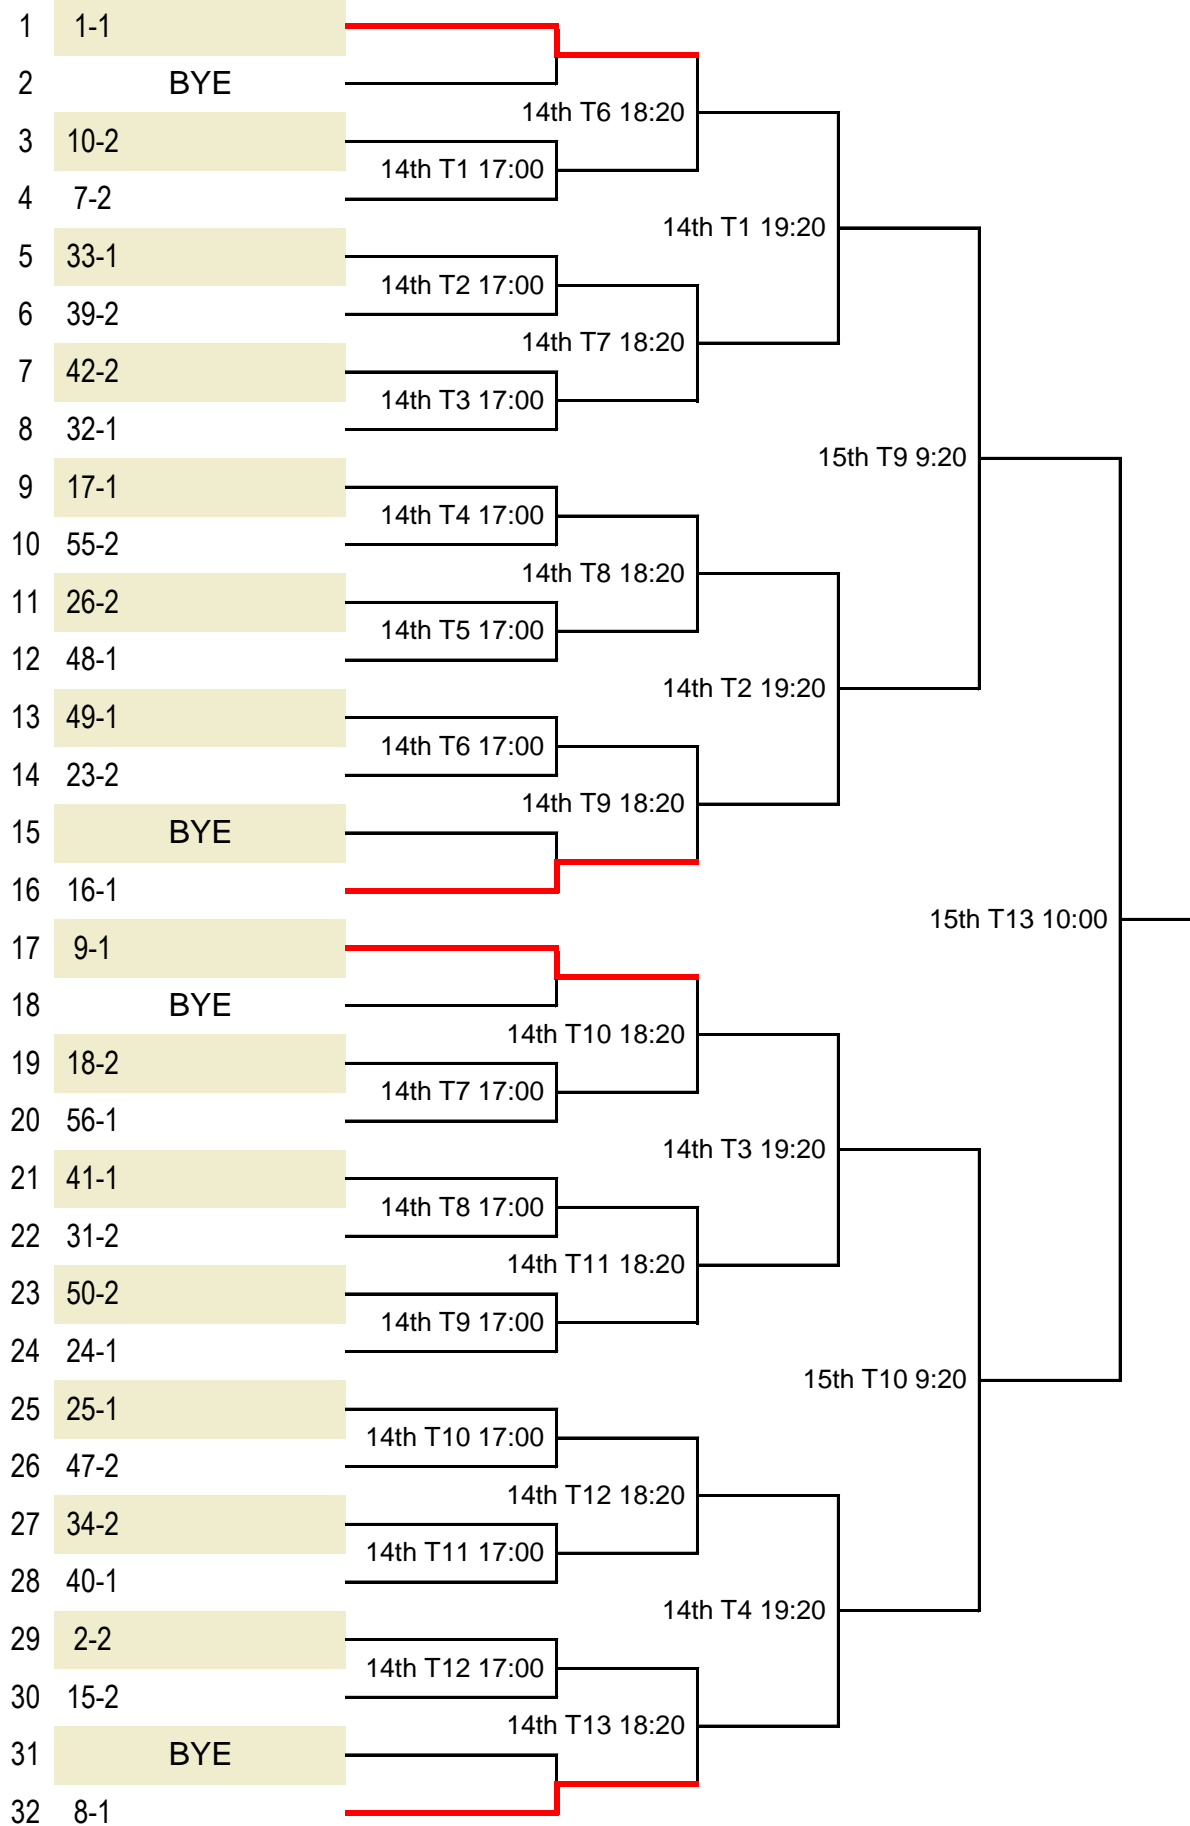 1 1-1
2 BYE
14th T6 18:20
3 10-2
14th T1 17:00
4 7-2
14th T1 19:20
5 33-1
14th T2 17:00
6 39-2
14th T7 18:20
7 42-2
14th T3 17:00
8 32-1
15th T9 9:20
9 17-1
14th T4 17:00
10 55-2
14th T8 18:20
11 26-2
14th T5 17:00
12 48-1
14th T2 19:20
13 49-1
14th T6 17:00
14 23-2
14th T9 18:20
15 BYE
16 16-1
15th T13 10:00
17 9-1
18 BYE
14th T10 18:20
19 18-2
14th T7 17:00
20 56-1
14th T3 19:20
21 41-1
14th T8 17:00
22 31-2
14th T11 18:20
23 50-2
14th T9 17:00
24 24-1
15th T10 9:20
25 25-1
14th T10 17:00
26 47-2
14th T12 18:20
27 34-2
14th T11 17:00
28 40-1
14th T4 19:20
29 2-2
14th T12 17:00
30 15-2
14th T13 18:20
31 BYE
32 8-1